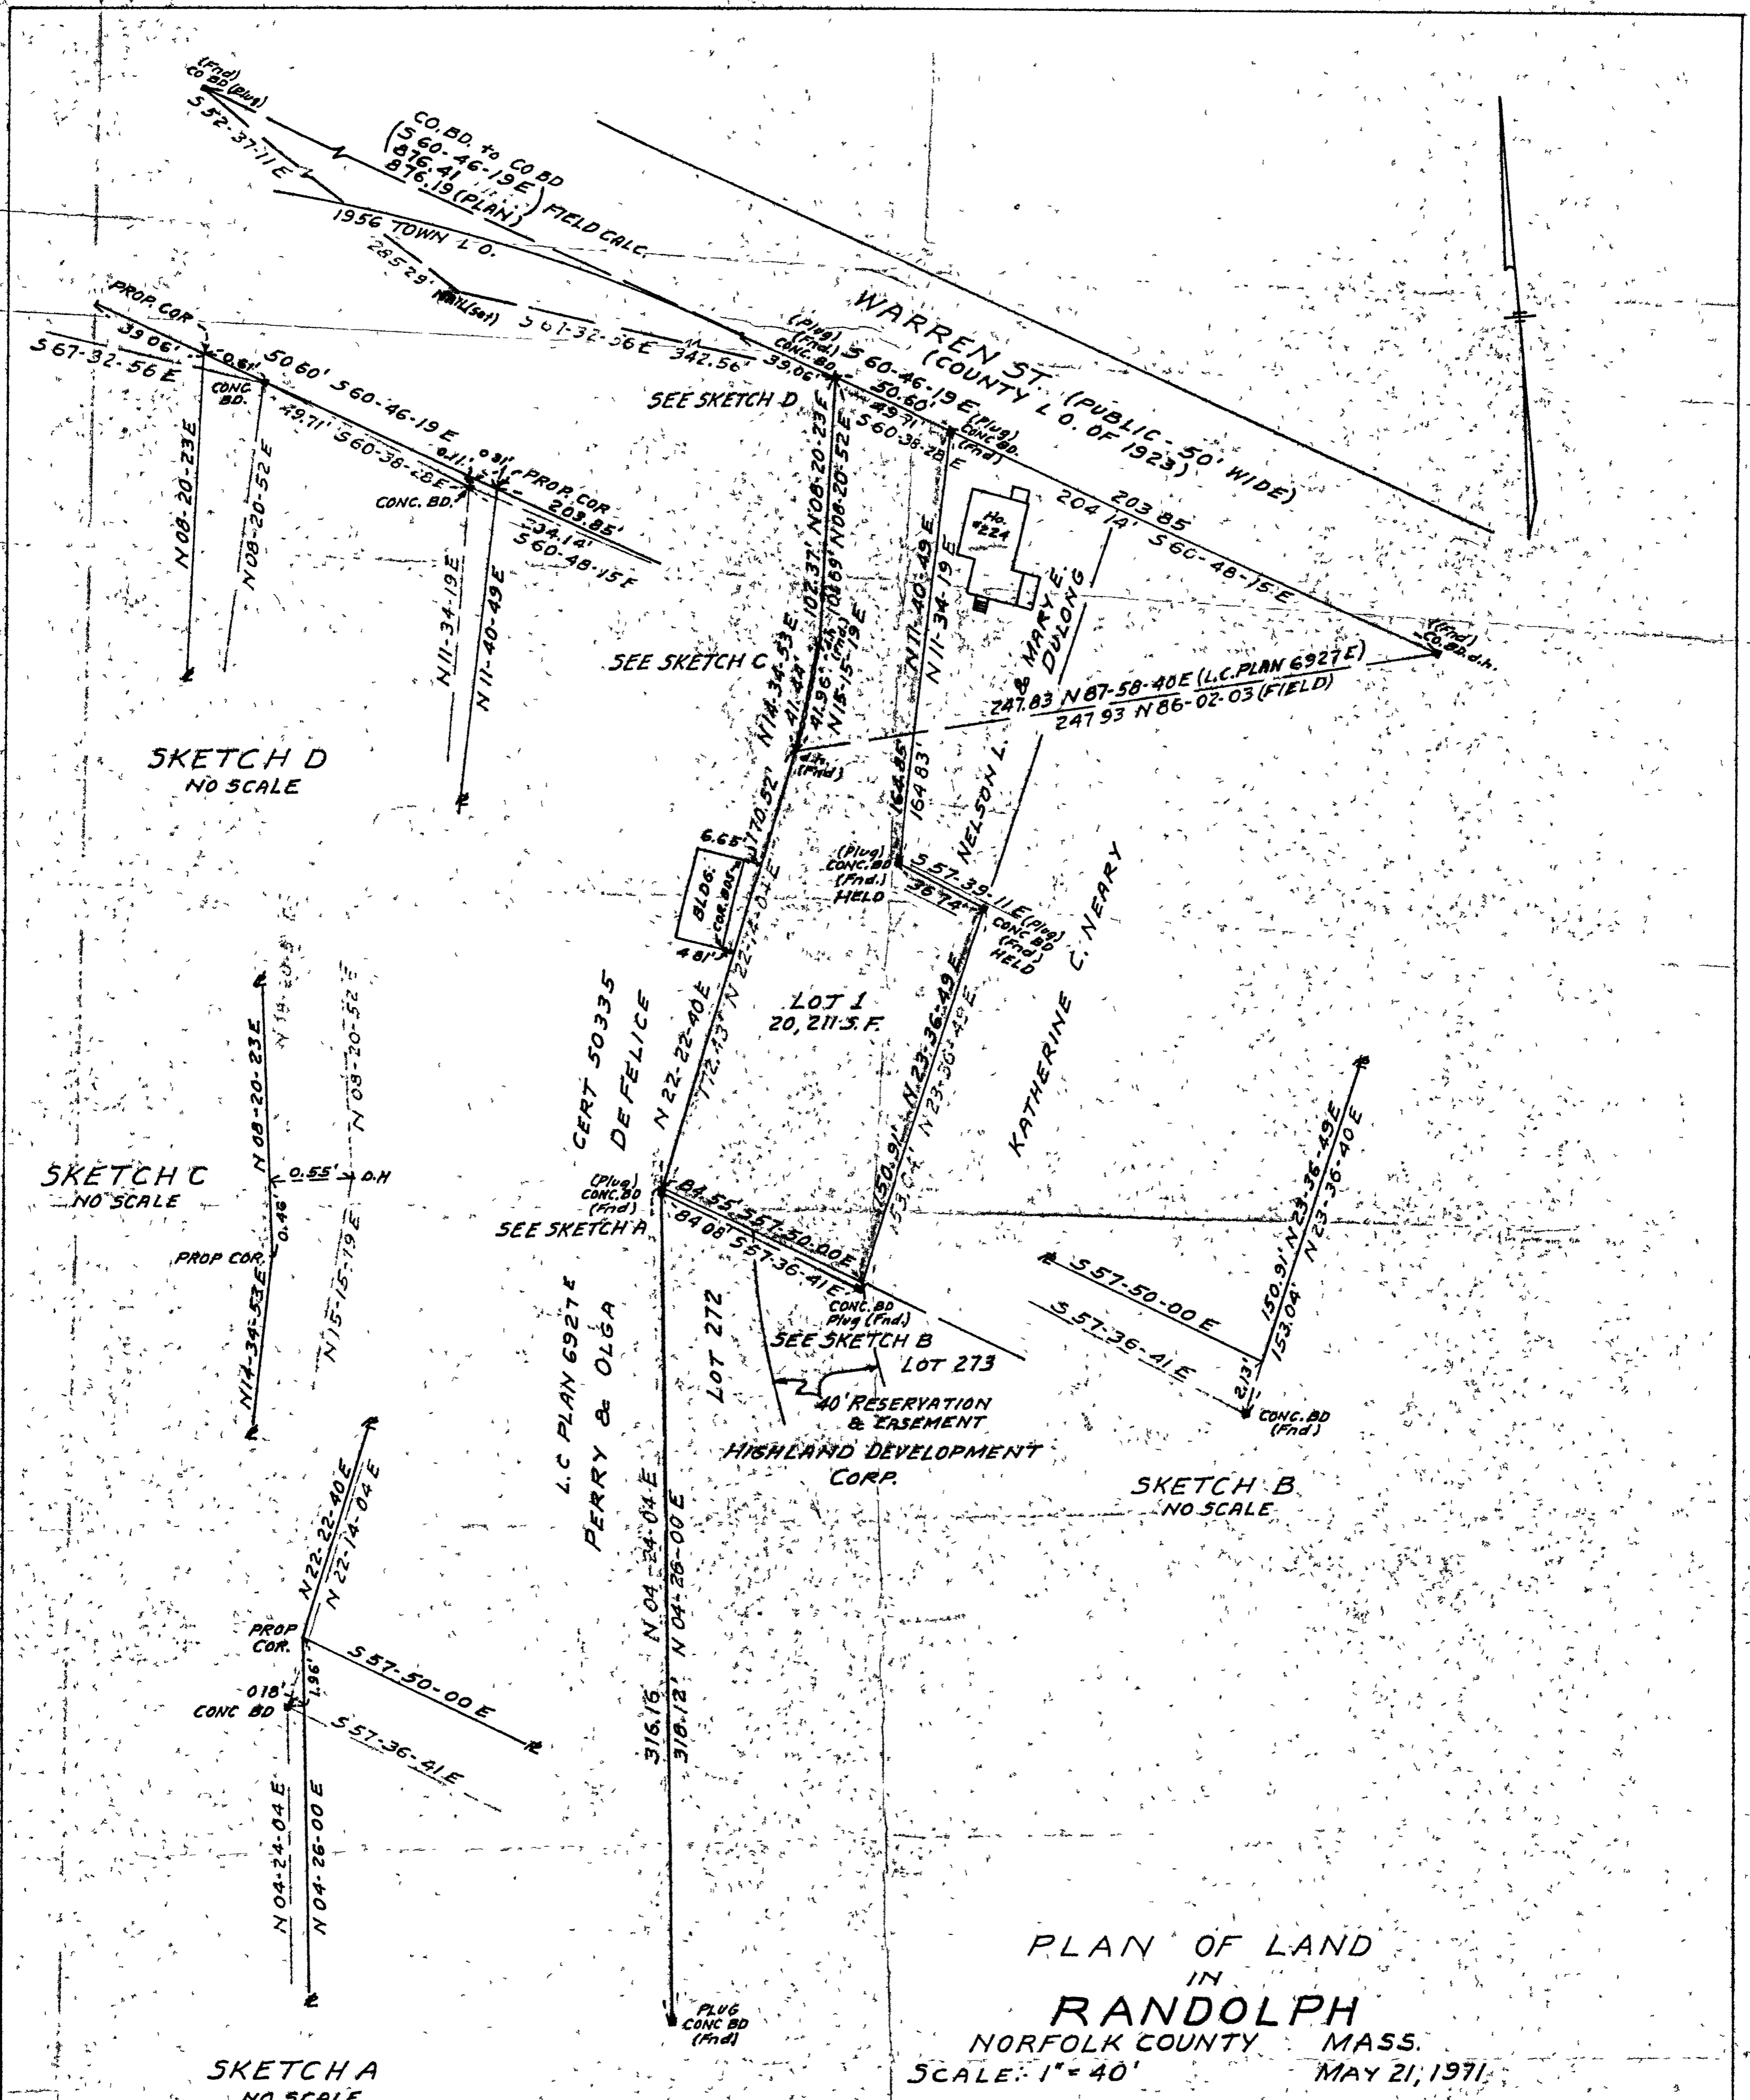 (Fnd)
CO BD (Plug)
S 52-37-11 E
CO. BD. to CO BD
S 60-46-19 E
876.41
876.19 (PLAN)
FIELD CALC.
1956 TOWN L O.
285 29'
NAIL (Set)
S 67-32-56 E 342.56'
39.06'
WARREN ST. (PUBLIC - 50' WIDE)
(COUNTY L O. OF 1923)
(Plug)
(Fnd)
CONC. BD.
S 60-46-19 E
50.60'
49.71'
S 60-38-28 E
(Plug)
CONC BD.
(Fnd)
203 85
204 14' S 60-48-15 E
(Fnd)
CO. BD. d.h.
SEE SKETCH D
Ho.
#224
102.37' N 08-20-23 E
N 08-20-52 E
d.h.
(Fnd.)
SEE SKETCH C
N 14-34-53 E
41.96'
N 15-15-19 E
N 11-40-49 E
N 11-34-19 E
164.85'
164 83'
NELSON L. & MARY E.
DULONG
247.83 N 87-58-40 E (L.C. PLAN 6927 E)
247 93 N 86-02-03 (FIELD)
d.h.
(Fnd)
170.52'
6.65'
BLDG.
COR. BDS
4 81'
N 22-14-04 E
N 22-22-40 E
172.43'
(Plug)
CONC. BD
(Fnd.)
HELD
S 57-39-11 E
36 74'
(Plug)
CONC BD
(Fnd)
HELD
KATHERINE C. NEARY
LOT 1
20,211 S. F.
150.91' N 23-36-49 E
153.04' N 23-36-49 E
CERT 50335
DE FELICE
L.C PLAN 6927 E
PERRY & OLGA
(Plug)
CONC. BD
(Fnd)
SEE SKETCH A
84.55' S 57-50-00 E
84 08' S 57-36-41 E
CONC. BD
Plug (Fnd.)
SEE SKETCH B
LOT 272
LOT 273
40' RESERVATION
& EASEMENT
HIGHLAND DEVELOPMENT
CORP.
316.16 N 04-24-04 E
318.12' N 04-26-00 E
PLUG
CONC BD
(Fnd)
PROP. COR
39 06'
S 67-32-56 E
0.61'
CONC
BD.
50 60' S 60-46-19 E
49.71' S 60-38-28 E
0.11'
0 31'
PROP. COR
CONC. BD.
203.85'
S 60-48-15 E
N 08-20-23 E
N 08-20-52 E
N 11-34-19 E
N 11-40-49 E
SKETCH D
NO SCALE
N 08-20-23 E
N 08-20-52 E
0.55'
D.H
0.46'
PROP COR.
N 14-34-53 E
N 15-15-19 E
SKETCH C
NO SCALE
S 57-50-00 E
S 57-36-41 E
150.91' N 23-36-49 E
153.04' N 23-36-40 E
2.13'
CONC. BD
(Fnd)
SKETCH B
NO SCALE
N 22-22-40 E
N 22-14-04 E
PROP
COR.
1.96'
0 18'
CONC BD
S 57-50-00 E
S 57-36-41 E
N 04-24-04 E
N 04-26-00 E
SKETCH A
NO SCALE
PLAN OF LAND
IN
RANDOLPH
NORFOLK COUNTY MASS.
SCALE: 1" = 40' MAY 21, 1971